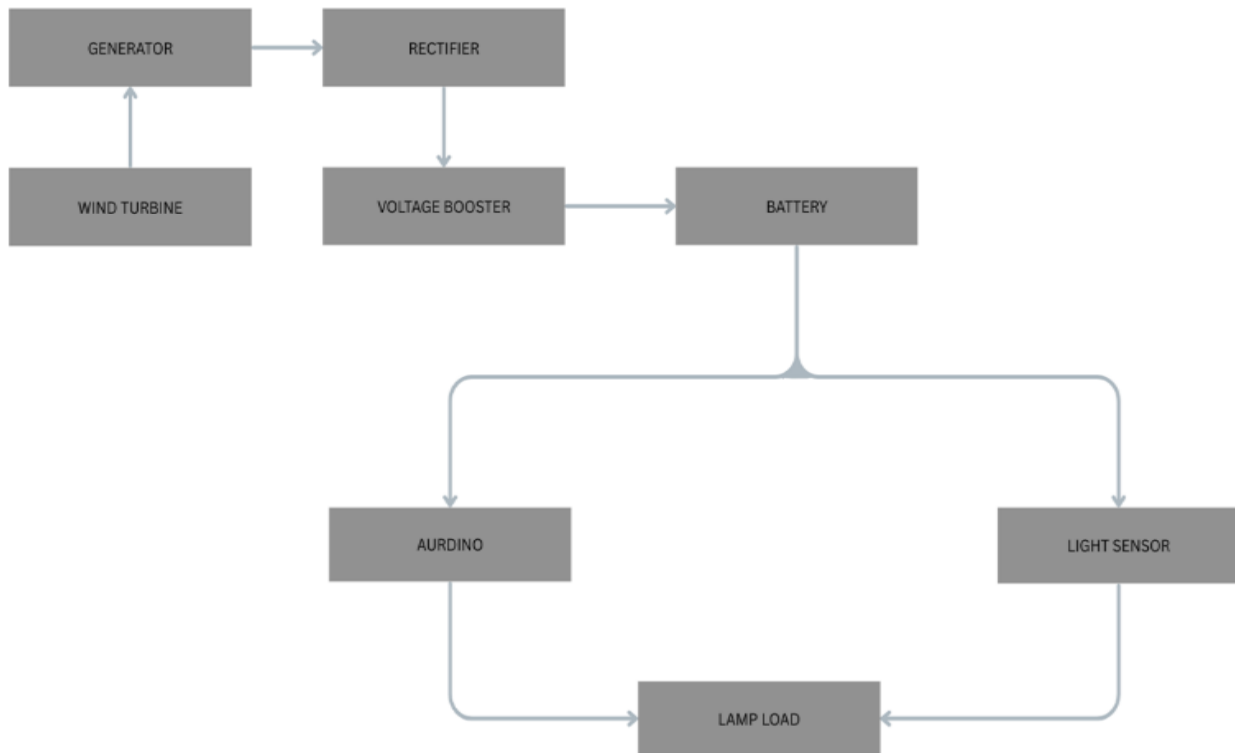 GENERATOR
RECTIFIER
WIND TURBINE
VOLTAGE BOOSTER
BATTERY
AURDINO
LIGHT SENSOR
LAMP LOAD